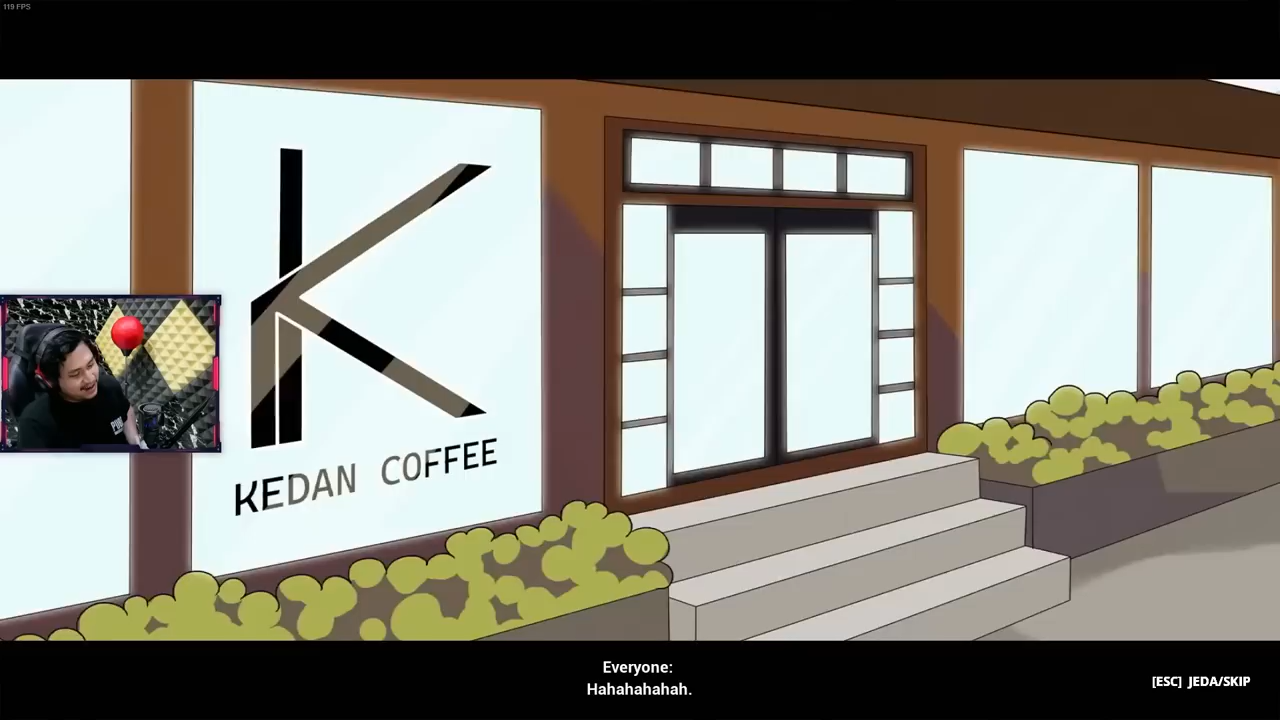 119 FPS
K
KEDAN COFFEE
Everyone:
Hahahahahah.
[ESC] JEDA/SKIP